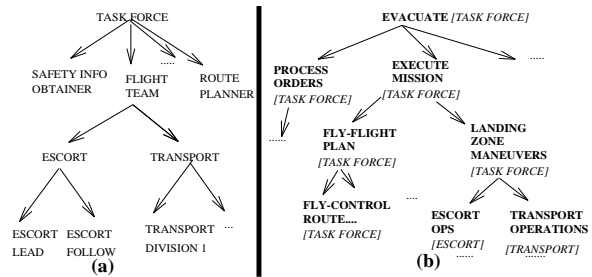 TASK FORCE
SAFETY INFO
OBTAINER
FLIGHT
TEAM
.....
ROUTE
PLANNER
ESCORT
TRANSPORT
ESCORT
LEAD
ESCORT
FOLLOW
TRANSPORT
DIVISION 1
...
(a)
EVACUATE [TASK FORCE]
PROCESS
ORDERS
[TASK FORCE]
......
EXECUTE
MISSION
[TASK FORCE]
.....
FLY-FLIGHT
PLAN
[TASK FORCE]
LANDING
ZONE
MANEUVERS
[TASK FORCE]
FLY-CONTROL
ROUTE....
[TASK FORCE]
....
ESCORT
OPS
[ESCORT]
......
TRANSPORT
OPERATIONS
[TRANSPORT]
.......
(b)